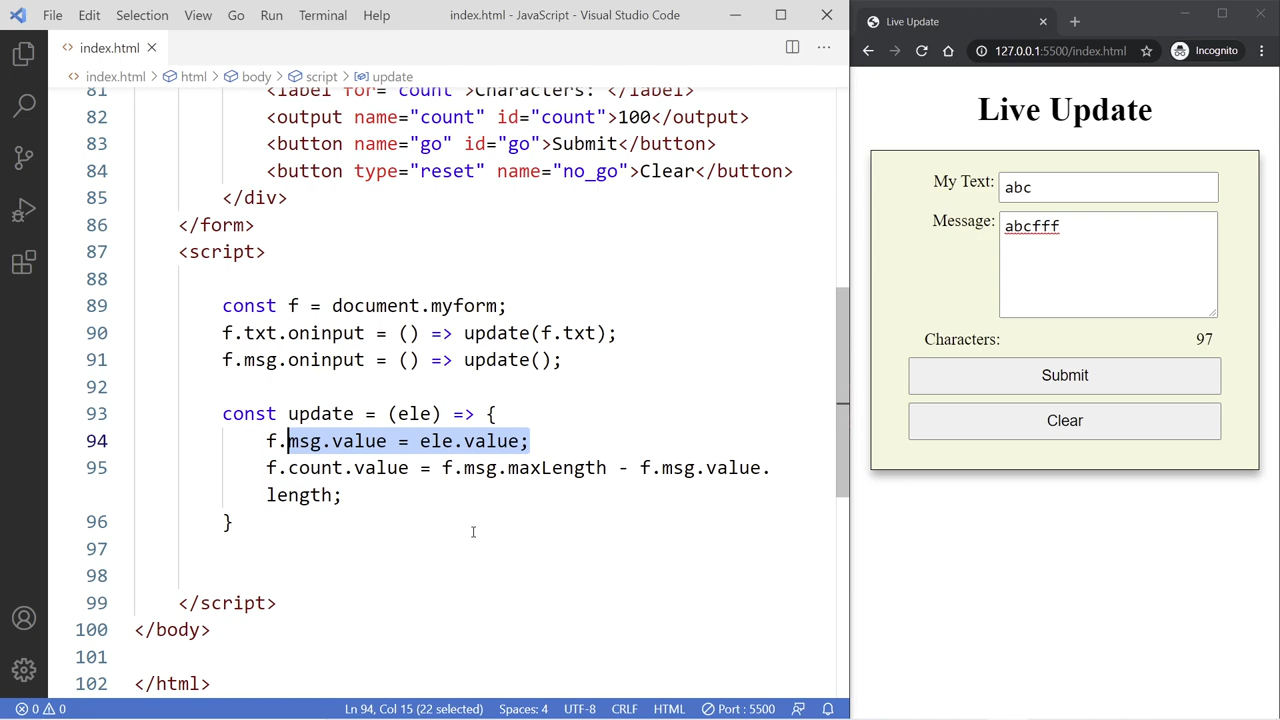 File Edit Selection View Go Run Terminal Help index.html - JavaScript - Visual Studio Code
index.html
index.html > html > body > script > update
81 <label for="count">Characters: </label>
82 <output name="count" id="count">100</output>
83 <button name="go" id="go">Submit</button>
84 <button type="reset" name="no_go">Clear</button>
85 </div>
86 </form>
87 <script>
88
89 const f = document.myform;
90 f.txt.oninput = () => update(f.txt);
91 f.msg.oninput = () => update();
92
93 const update = (ele) => {
94 f.msg.value = ele.value;
95 f.count.value = f.msg.maxLength - f.msg.value.
length;
96 }
97
98
99 </script>
100 </body>
101
102 </html>
0 0 Ln 94, Col 15 (22 selected) Spaces: 4 UTF-8 CRLF HTML Port : 5500
Live Update
127.0.0.1:5500/index.html Incognito
Live Update
My Text: abc
Message: abcfff
Characters: 97
Submit
Clear